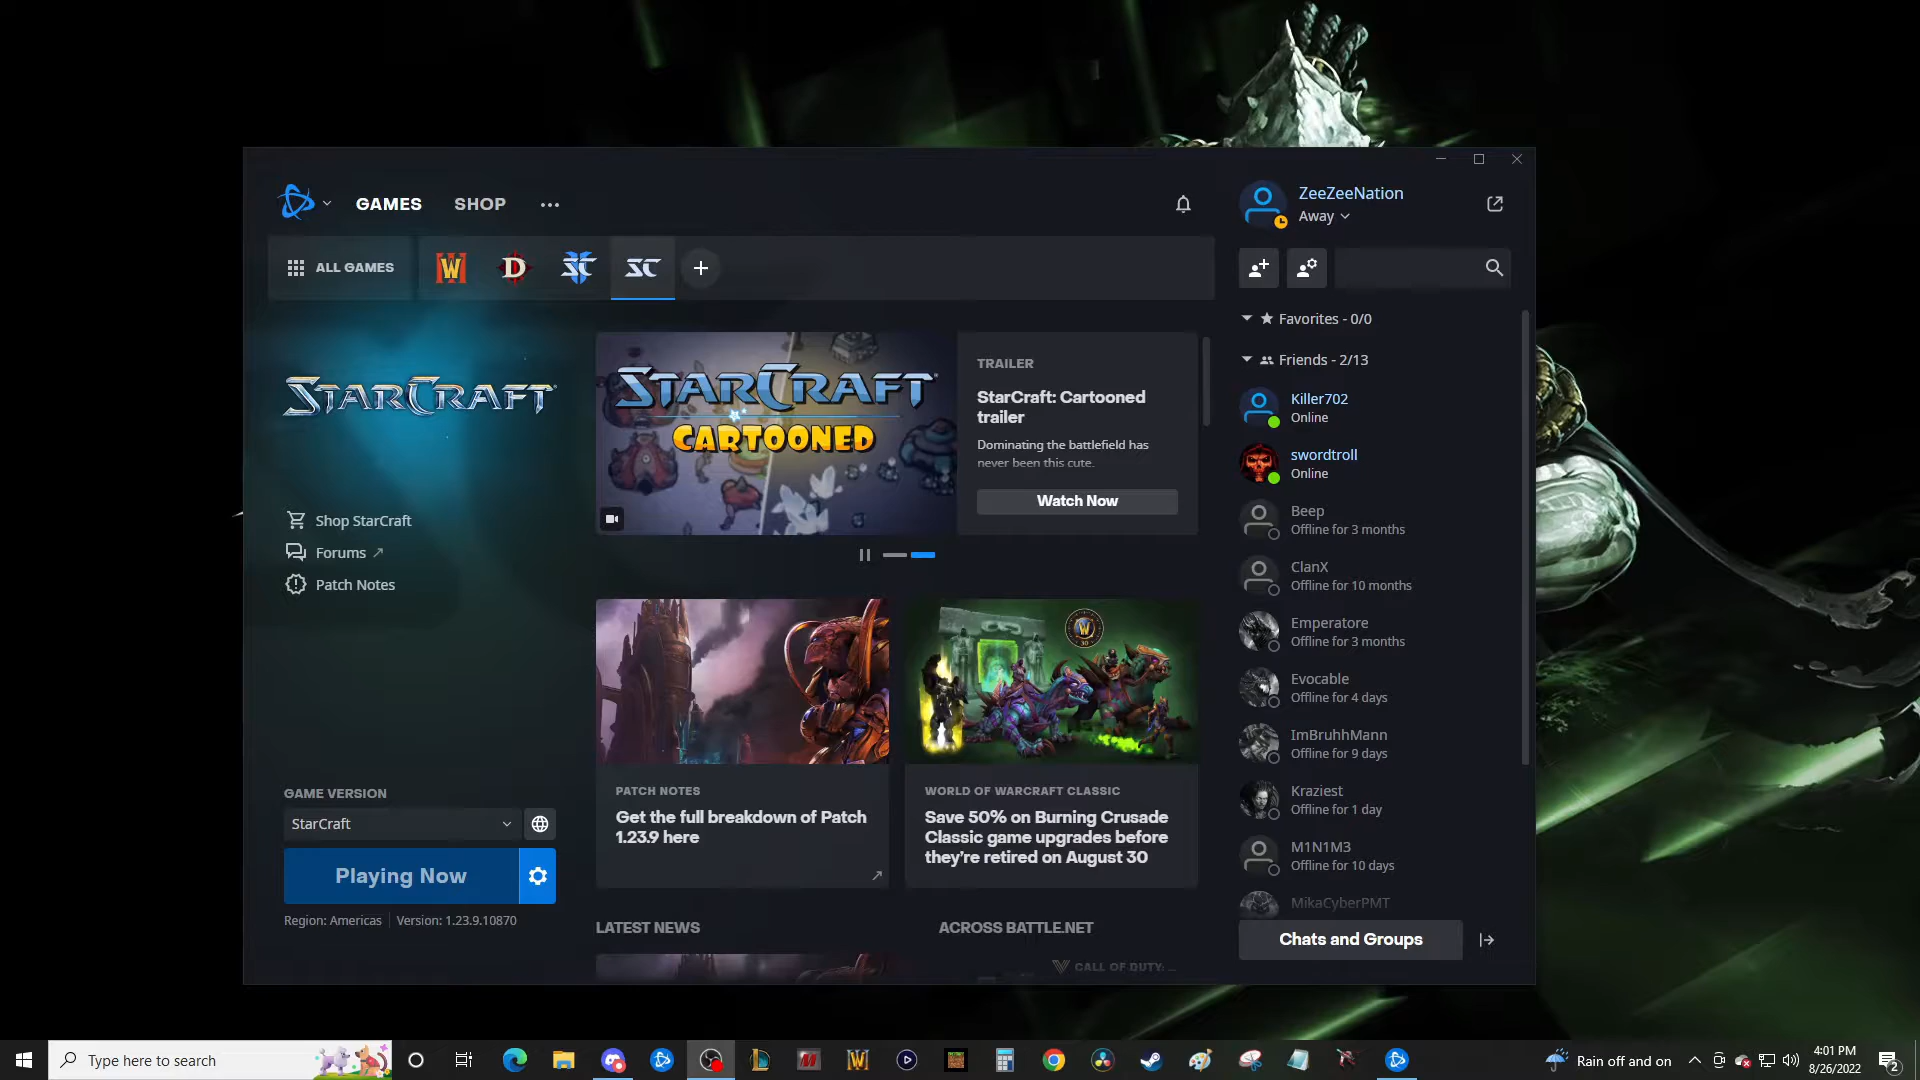 GAMES
SHOP
ZeeZeeNation
Away
ALL GAMES
STARCRAFT
Shop StarCraft
Forums
Patch Notes
STARCRAFT
CARTOONED
TRAILER
StarCraft: Cartooned
trailer
Dominating the battlefield has
never been this cute.
Watch Now
PATCH NOTES
Get the full breakdown of Patch
1.23.9 here
WORLD OF WARCRAFT CLASSIC
Save 50% on Burning Crusade
Classic game upgrades before
they're retired on August 30
GAME VERSION
StarCraft
Playing Now
Region: Americas
Version: 1.23.9.10870
LATEST NEWS
ACROSS BATTLE.NET
CALL OF DUTY: ...
Favorites - 0/0
Friends - 2/13
Killer702
Online
swordtroll
Online
Beep
Offline for 3 months
ClanX
Offline for 10 months
Emperatore
Offline for 3 months
Evocable
Offline for 4 days
ImBruhhMann
Offline for 9 days
Kraziest
Offline for 1 day
M1N1M3
Offline for 10 days
MikaCyberPMT
Chats and Groups
Type here to search
Rain off and on
4:01 PM
8/26/2022
2